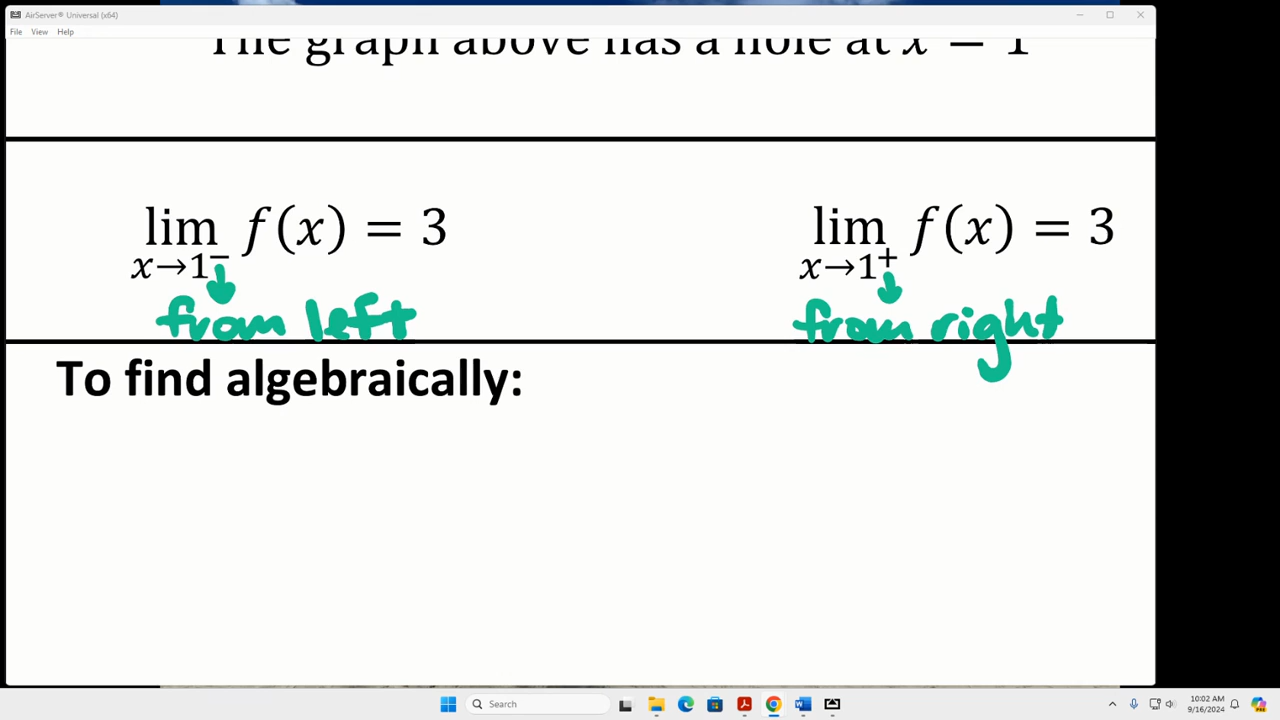 AirServer® Universal (x64)
File View Help
The graph above has a hole at x = 1
lim f(x) = 3
x→1⁻
lim f(x) = 3
x→1⁺
from left
from right
To find algebraically:
Search
10:02 AM
9/16/2024